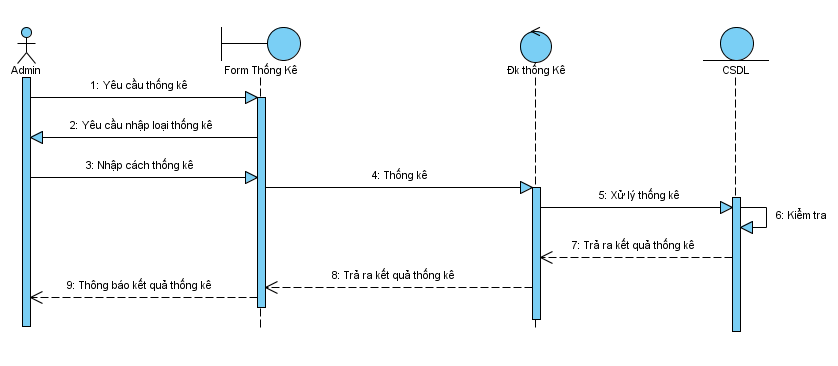 Admin
Form Thống Kê
Đk thống Kê
CSDL
1: Yêu cầu thống kê
2: Yêu cầu nhập loại thống kê
3: Nhập cách thống kê
4: Thống kê
5: Xử lý thống kê
6: Kiểm tra
7: Trả ra kết quả thống kê
8: Trả ra kết quả thống kê
9: Thông báo kết quả thống kê